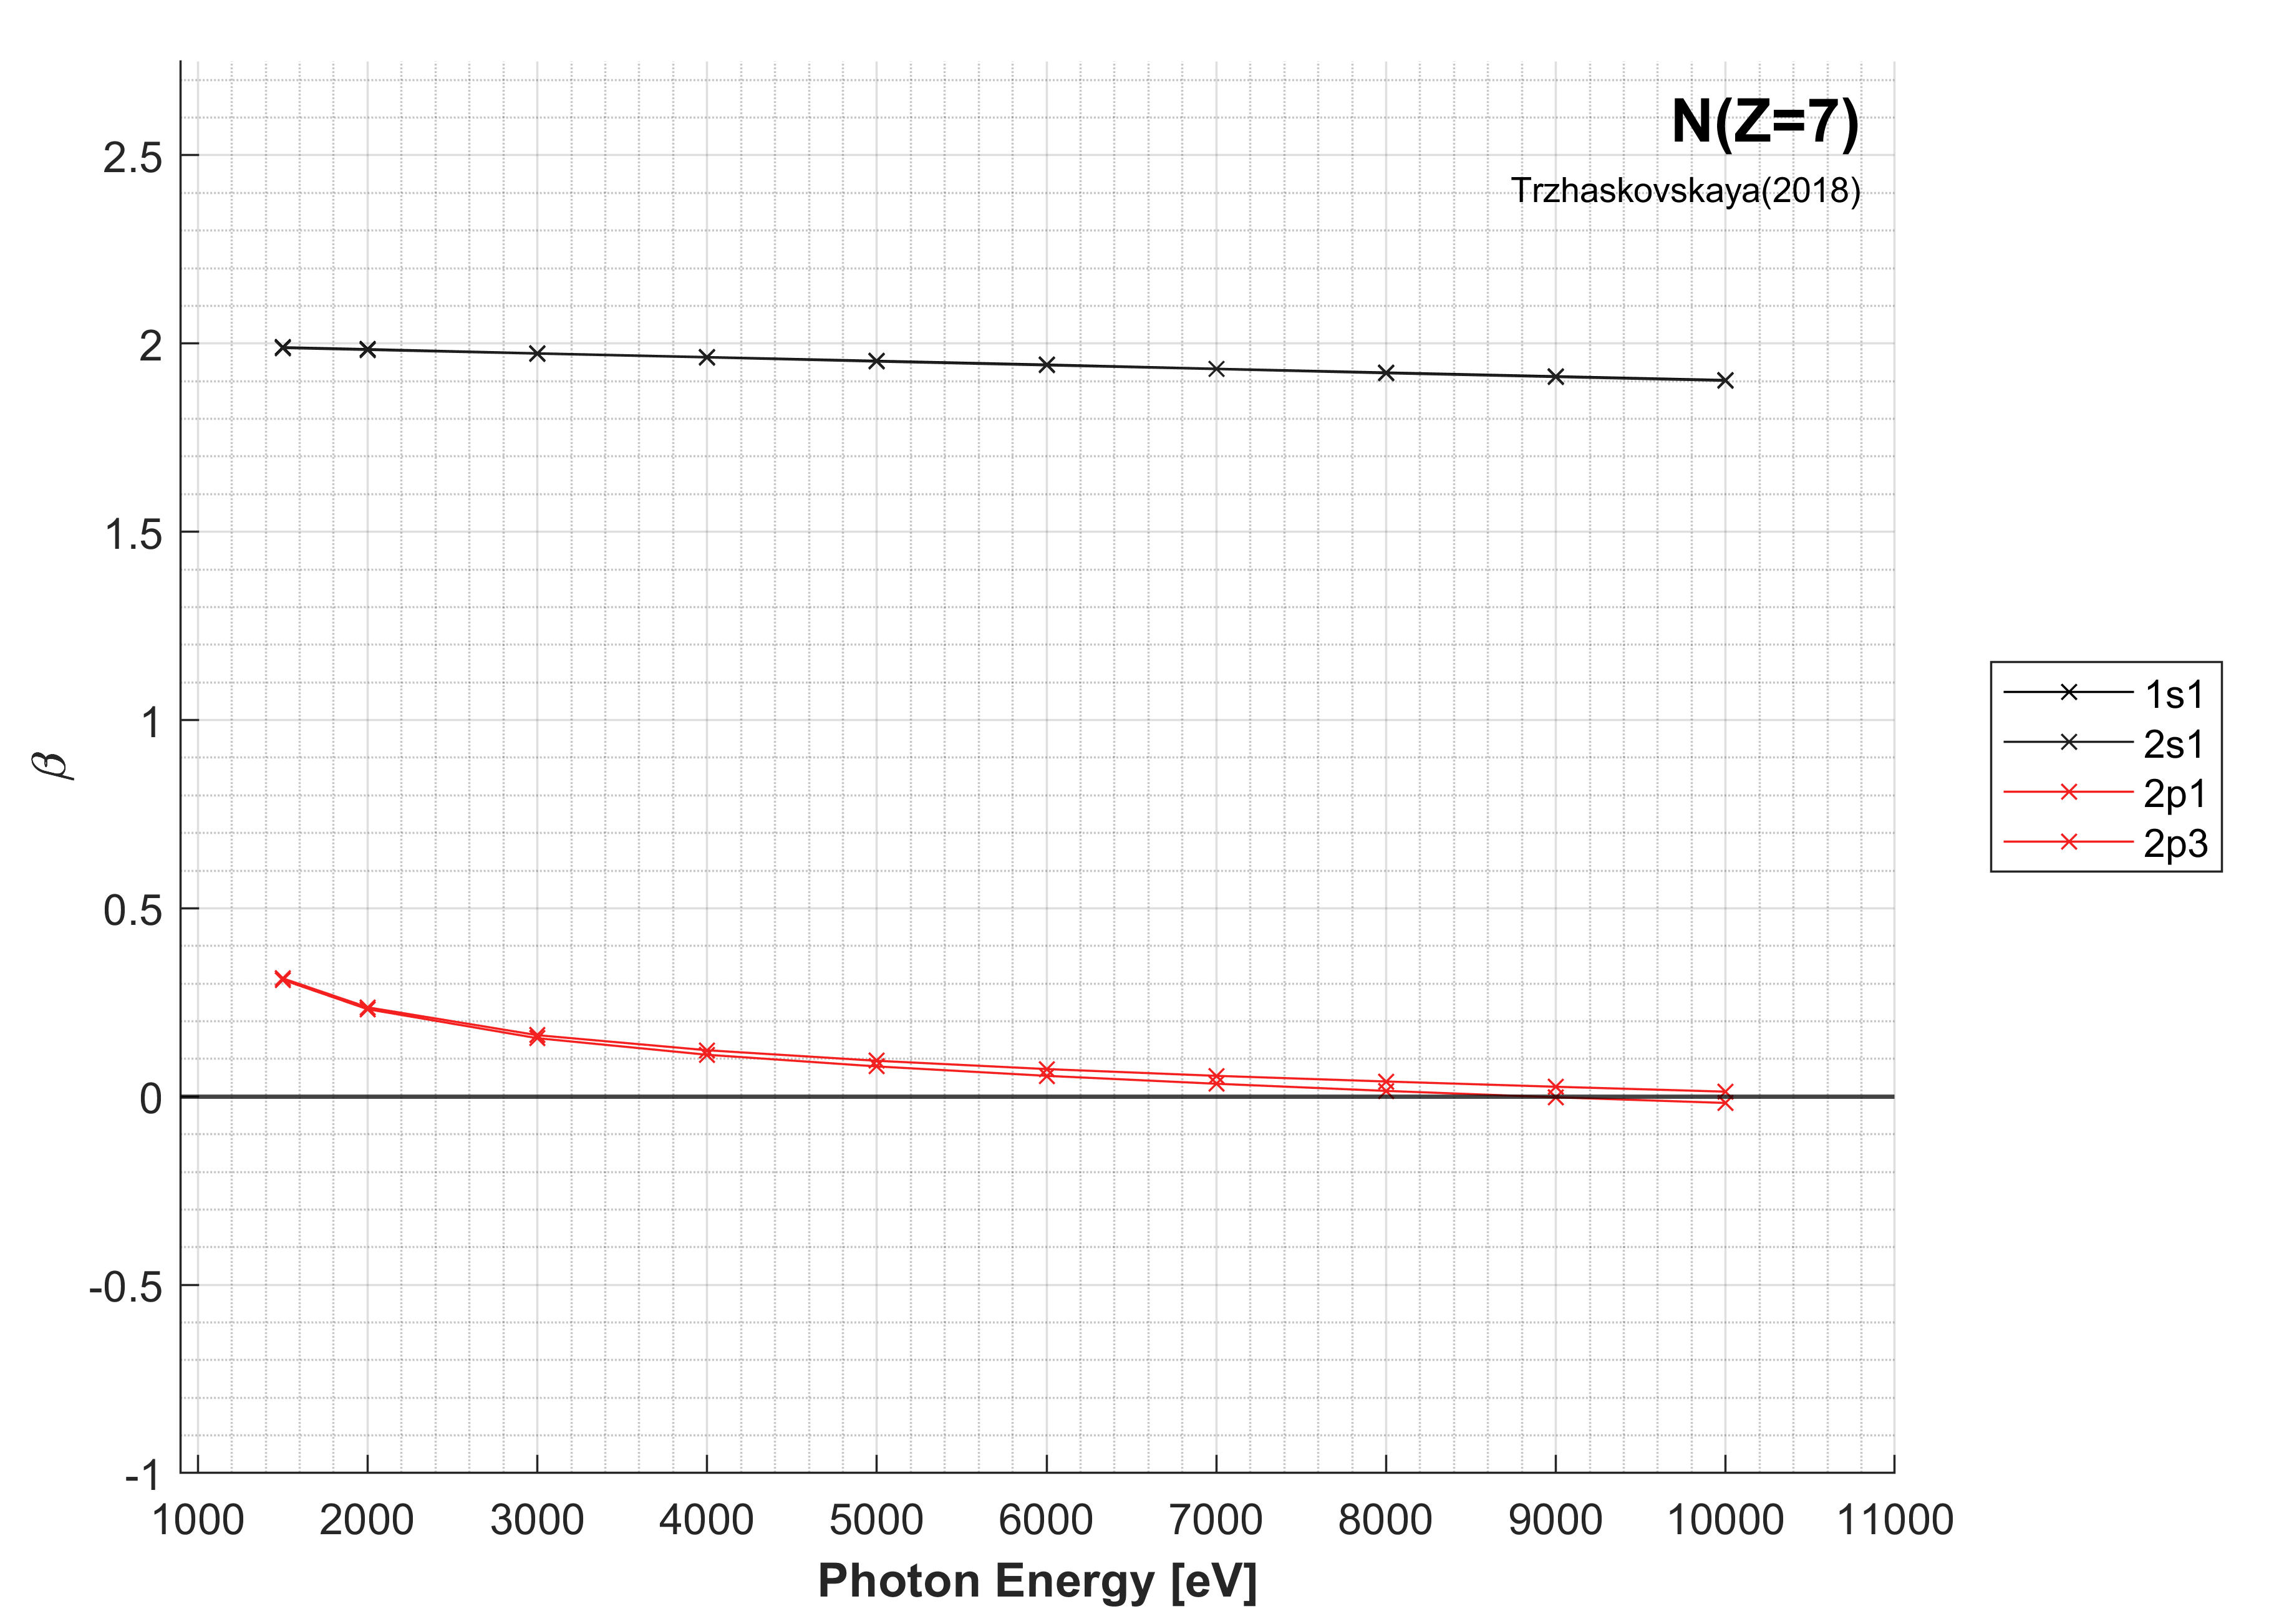 N(Z=7)
Trzhaskovskaya(2018)
2.5
2
1.5
1
0.5
0
-0.5
-1
β
1000 2000 3000 4000 5000 6000 7000 8000 9000 10000 11000
Photon Energy [eV]
1s1
2s1
2p1
2p3